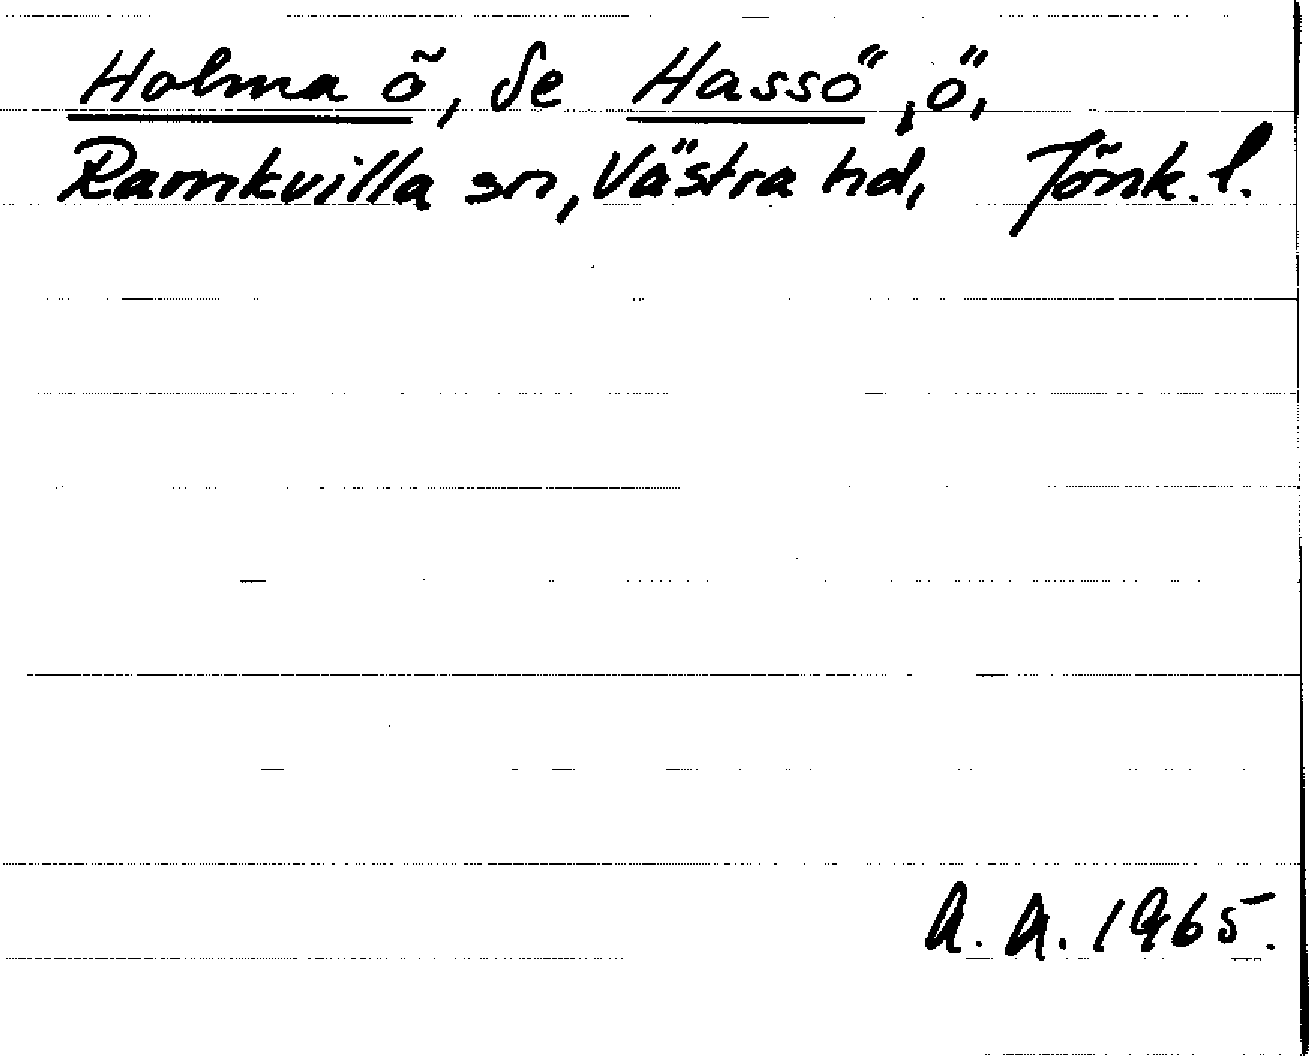 Holma ö, Se Hassö, ö,
Ramkvilla sn, Västra hd, Jönk. l.
A. A. 1965.